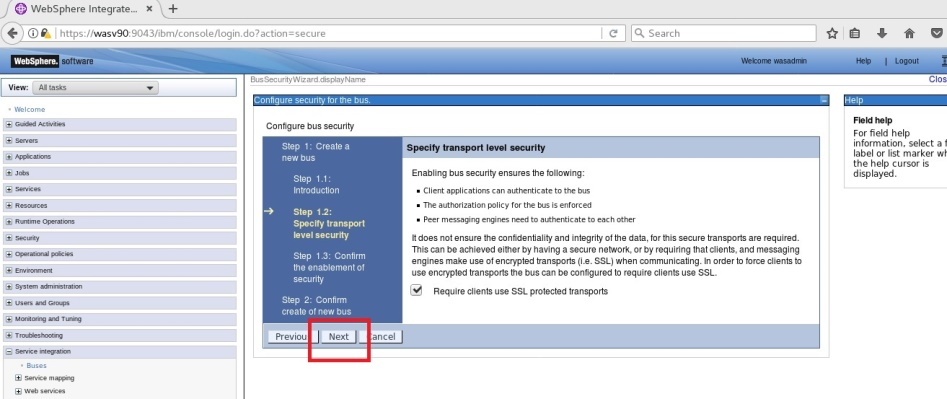 WebSphere Integrate...
https://wasv90:9043/ibm/console/login.do?action=secure
Search
WebSphere. software
Welcome wasadmin
Help | Logout
View: All tasks
Welcome
Guided Activities
Servers
Applications
Jobs
Services
Resources
Runtime Operations
Security
Operational policies
Environment
System administration
Users and Groups
Monitoring and Tuning
Troubleshooting
Service integration
Buses
Service mapping
Web services
BusSecurityWizard.displayName
Clos
Configure security for the bus.
Configure bus security
Step 1: Create a
new bus
Step 1.1:
Introduction
Step 1.2:
Specify transport
level security
Step 1.3: Confirm
the enablement of
security
Step 2: Confirm
create of new bus
Specify transport level security
Enabling bus security ensures the following:
Client applications can authenticate to the bus
The authorization policy for the bus is enforced
Peer messaging engines need to authenticate to each other
It does not ensure the confidentiality and integrity of the data, for this secure transports are required.
This can be achieved either by having a secure network, or by requiring that clients, and messaging
engines make use of encrypted transports (i.e. SSL) when communicating. In order to force clients to
use encrypted transports the bus can be configured to require clients use SSL.
Require clients use SSL protected transports
Previou Next ancel
Help
Field help
For field help
information, select a f
label or list marker wh
the help cursor is
displayed.